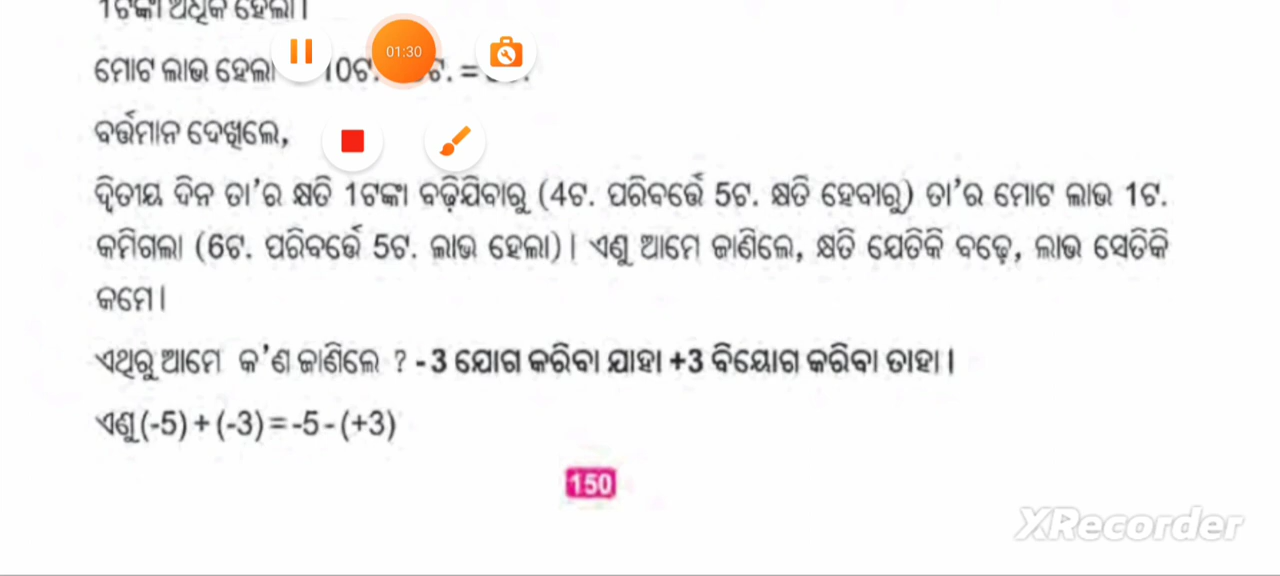 1ଟଙ୍କା ଅଧିକ ହେଲା।
01:30
ମୋଟ ଲାଭ ହେଲା 10ଟ. ଟ. =
ବର୍ତ୍ତମାନ ଦେଖିଲେ,
ଦ୍ୱିତୀୟ ଦିନ ତା'ର କ୍ଷତି 1ଟଙ୍କା ବଢ଼ିଯିବାରୁ (4ଟ. ପରିବର୍ତ୍ତେ 5ଟ. କ୍ଷତି ହେବାରୁ) ତା'ର ମୋଟ ଲାଭ 1ଟ.
କମିଗଲା (6ଟ. ପରିବର୍ତ୍ତେ 5ଟ. ଲାଭ ହେଲା)। ଏଣୁ ଆମେ ଜାଣିଲେ, କ୍ଷତି ଯେତିକି ବଢ଼େ, ଲାଭ ସେତିକି
କମେ।
ଏଥିରୁ ଆମେ କ'ଣ ଜାଣିଲେ ? - 3 ଯୋଗ କରିବା ଯାହା +3 ବିୟୋଗ କରିବା ତାହା।
ଏଣୁ (-5) + (-3) = -5 - (+3)
150
XRecorder